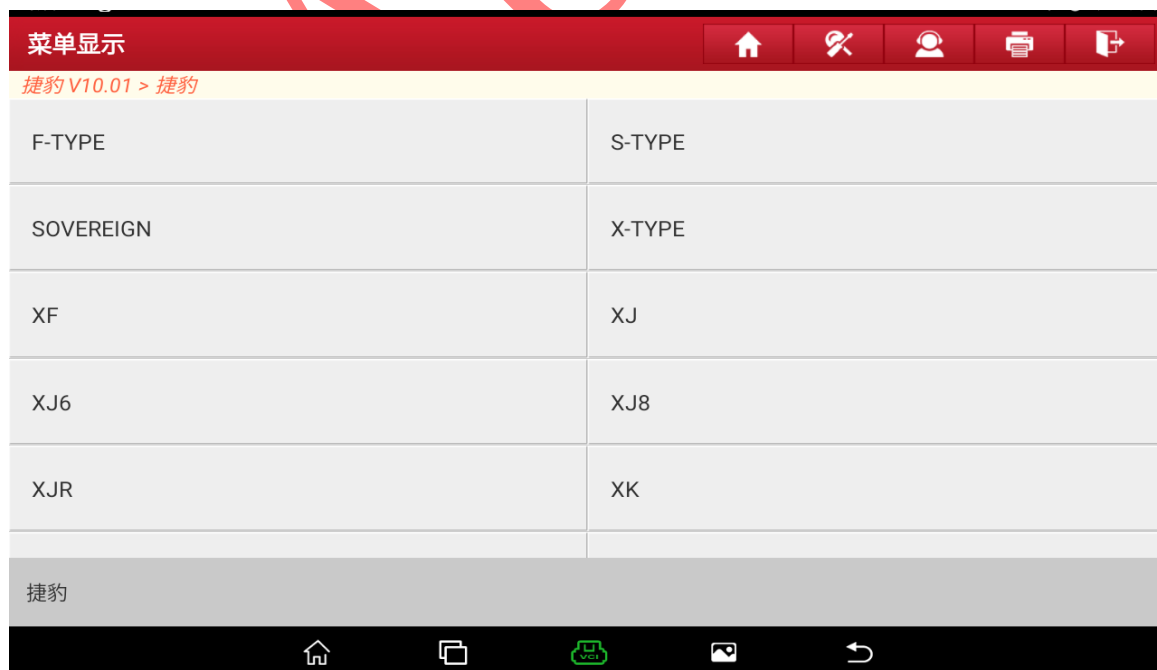 菜单显示
捷豹 V10.01 > 捷豹
F-TYPE
S-TYPE
SOVEREIGN
X-TYPE
XF
XJ
XJ6
XJ8
XJR
XK
捷豹
VCI